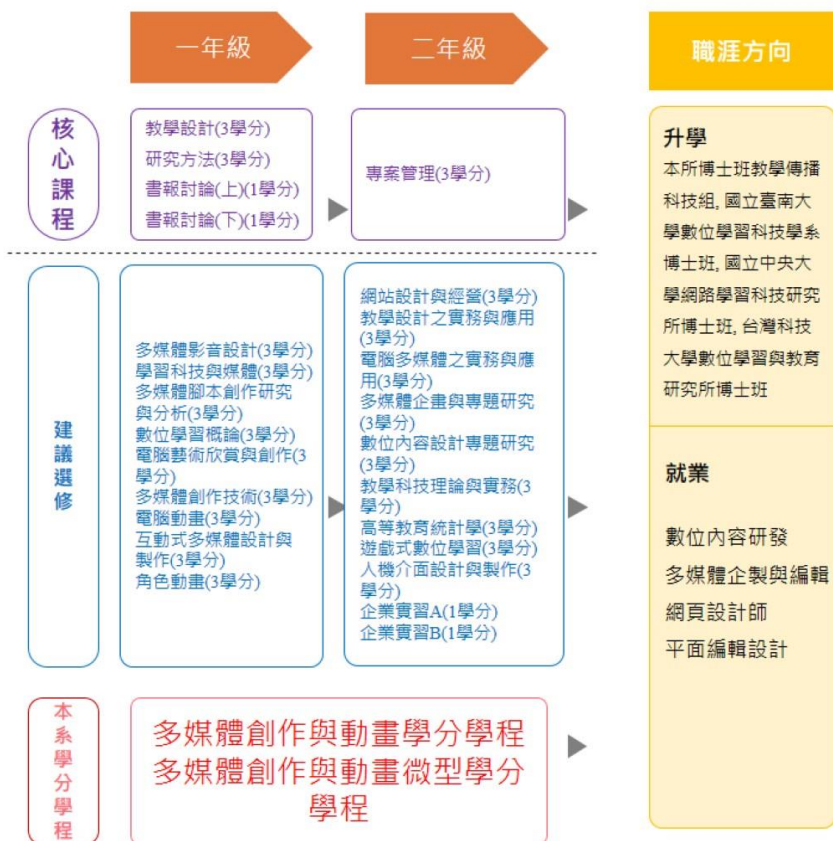 一年級
二年級
職涯方向
核
心
課
程
教學設計(3學分)
研究方法(3學分)
書報討論(上)(1學分)
書報討論(下)(1學分)
專案管理(3學分)
建
議
選
修
多媒體影音設計(3學分)
學習科技與媒體(3學分)
多媒體腳本創作研究
與分析(3學分)
數位學習概論(3學分)
電腦藝術欣賞與創作(3
學分)
多媒體創作技術(3學分)
電腦動畫(3學分)
互動式多媒體設計與
製作(3學分)
角色動畫(3學分)
網站設計與經營(3學分)
教學設計之實務與應用
(3學分)
電腦多媒體之實務與應
用(3學分)
多媒體企畫與專題研究
(3學分)
數位內容設計專題研究
(3學分)
教學科技理論與實務(3
學分)
高等教育統計學(3學分)
遊戲式數位學習(3學分)
人機介面設計與製作(3
學分)
企業實習A(1學分)
企業實習B(1學分)
本
系
學
分
學
程
多媒體創作與動畫學分學程
多媒體創作與動畫微型學分
學程
升學
本所博士班教學傳播
科技組, 國立臺南大
學數位學習科技學系
博士班, 國立中央大
學網路學習科技研究
所博士班, 台灣科技
大學數位學習與教育
研究所博士班
就業
數位內容研發
多媒體企製與編輯
網頁設計師
平面編輯設計